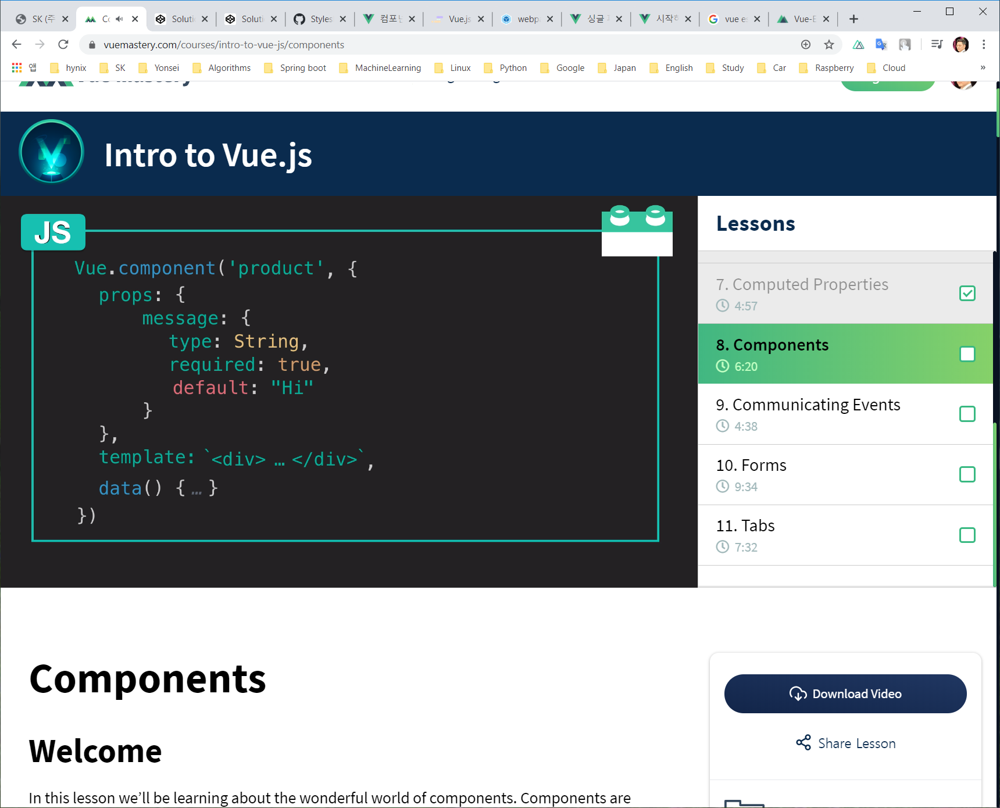 SK (주
Co
Soluti
Soluti
Styles
컴포넌
Vue.js
webp
싱글
시작하
vue e
Vue-E
vuemastery.com/courses/intro-to-vue-js/components
앱
hynix
SK
Yonsei
Algorithms
Spring boot
MachineLearning
Linux
Python
Google
Japan
English
Study
Car
Raspberry
Cloud
»
Vue Mastery
Intro to Vue.js
JS
Vue.component('product', {
props: {
message: {
type: String,
required: true,
default: "Hi"
}
},
template: `<div> … </div>`,
data() { … }
})
Lessons
7. Computed Properties
4:57
8. Components
6:20
9. Communicating Events
4:38
10. Forms
9:34
11. Tabs
7:32
Components
Welcome
In this lesson we’ll be learning about the wonderful world of components. Components are
Download Video
Share Lesson